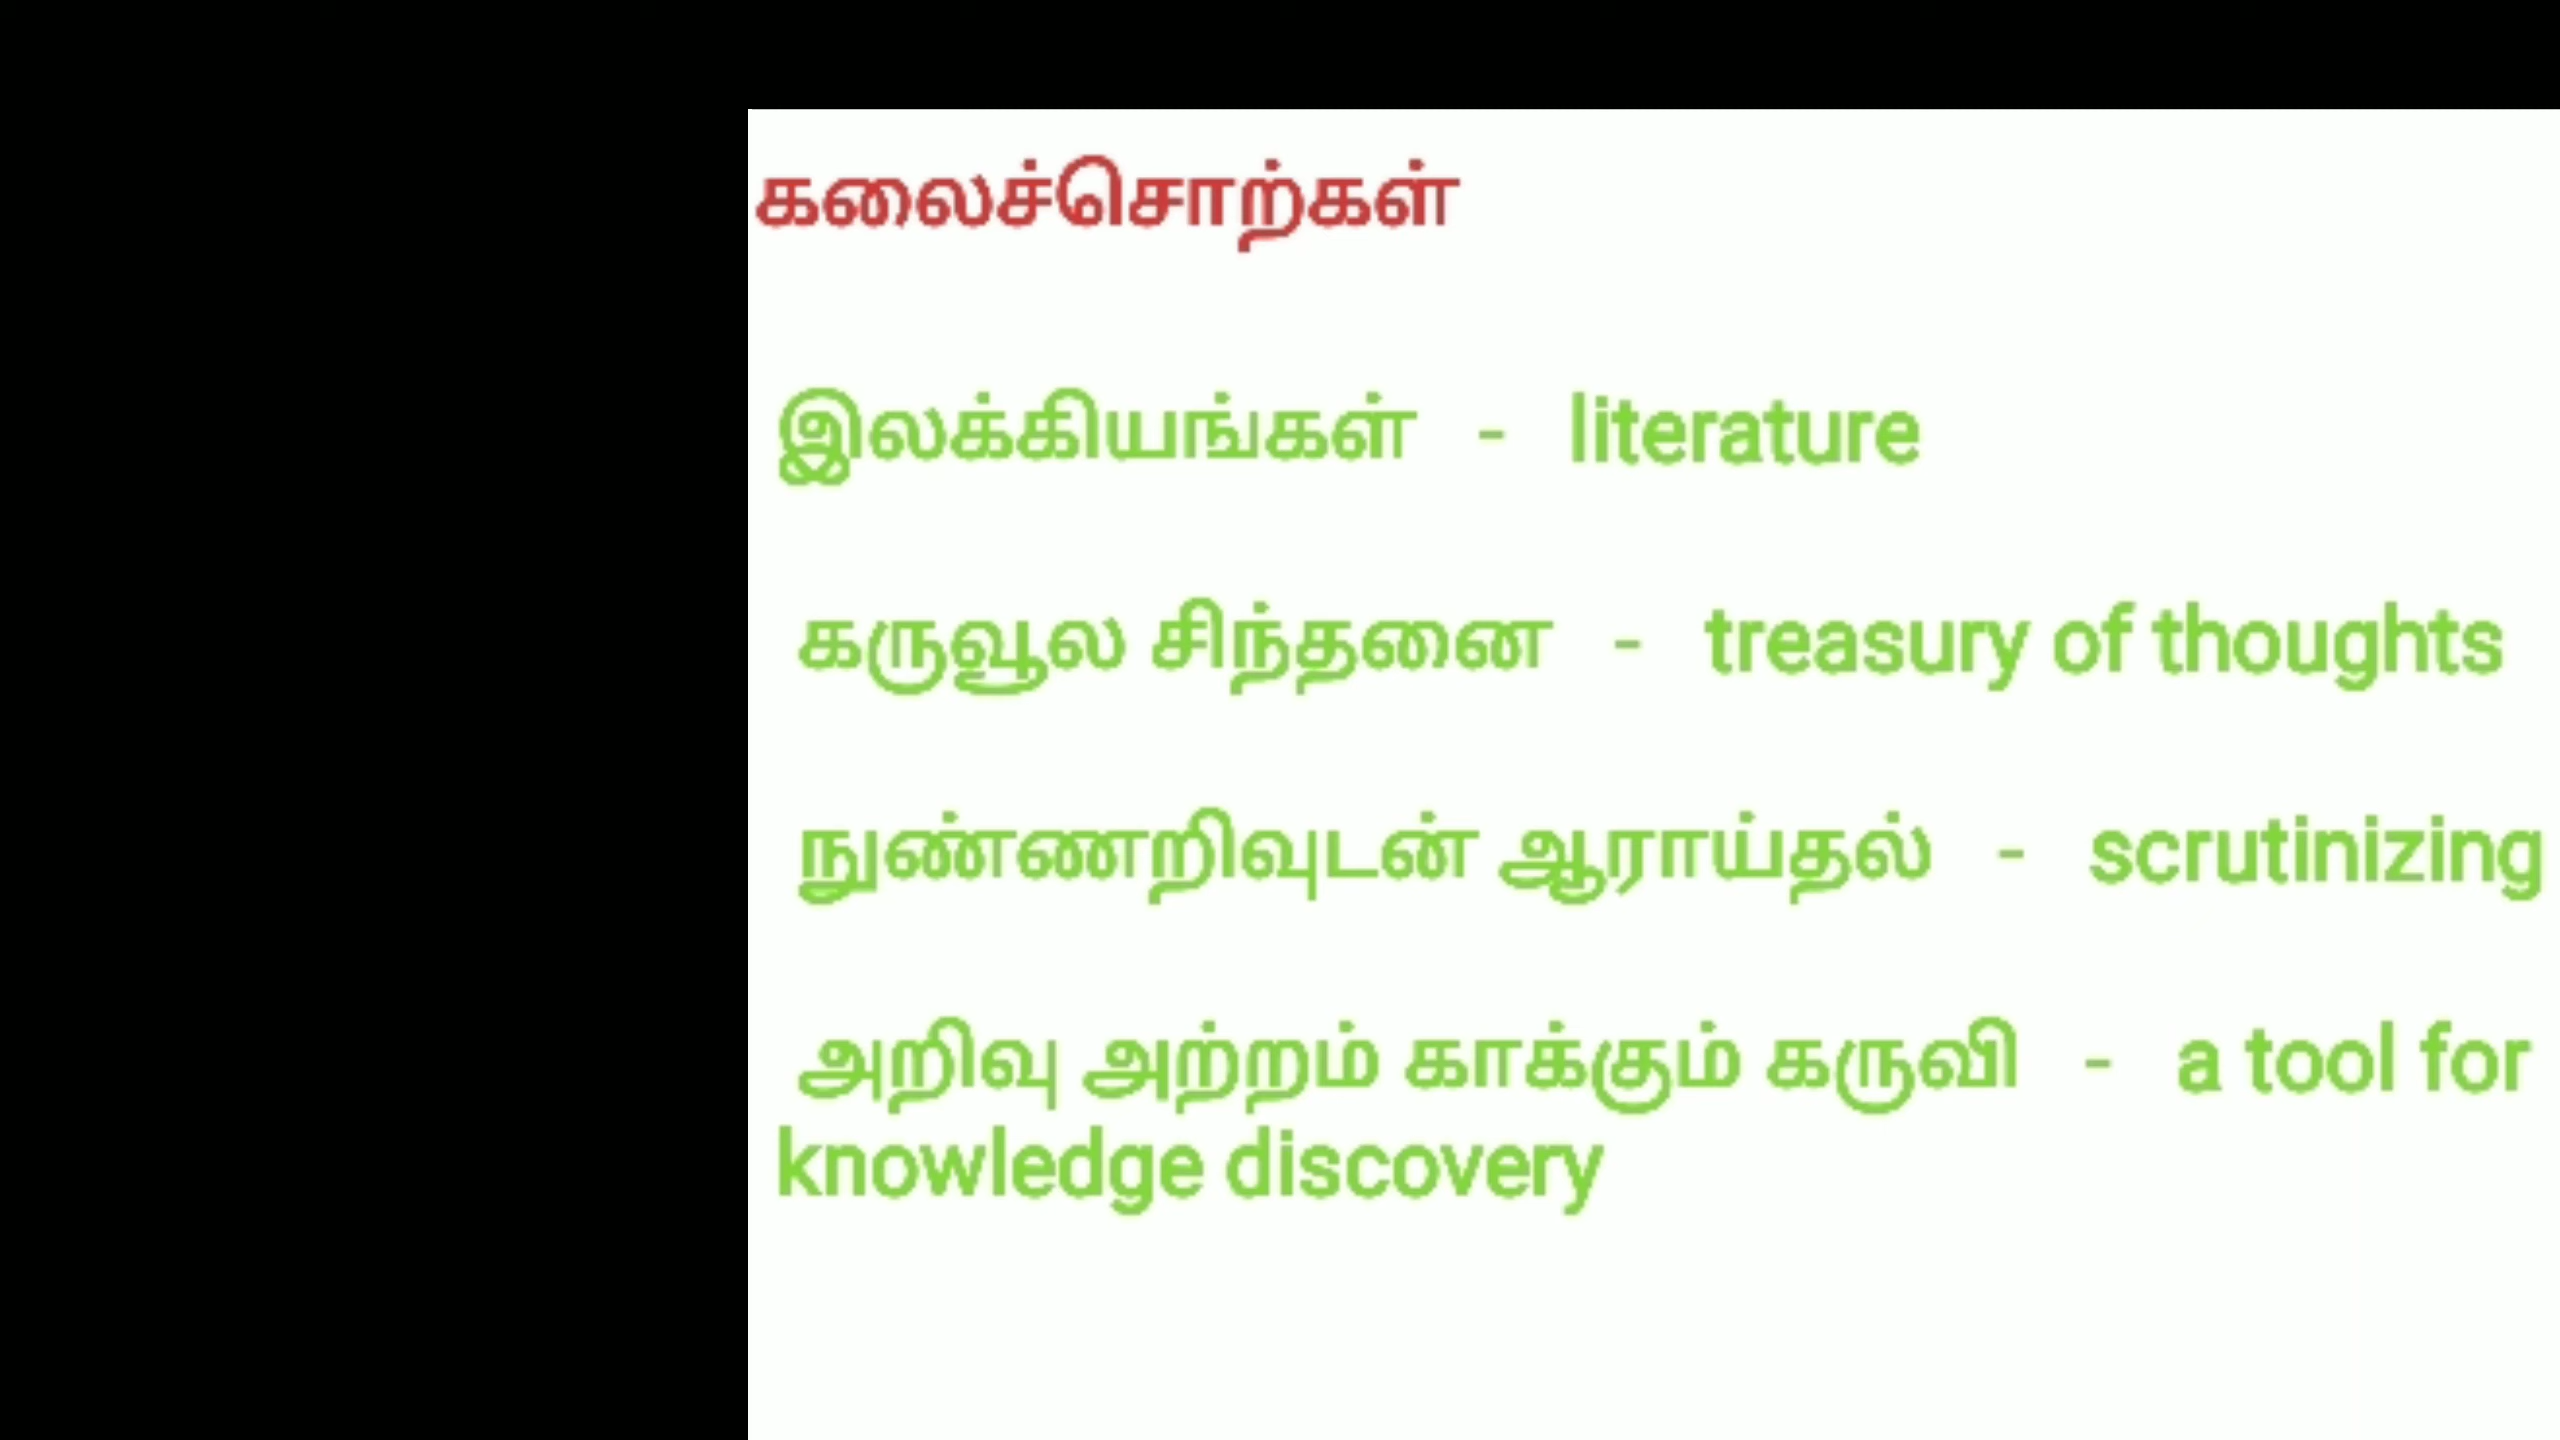 கலைச்சொற்கள்
இலக்கியங்கள் - literature
கருவூல சிந்தனை - treasury of thoughts
நுண்ணறிவுடன் ஆராய்தல் - scrutinizing
அறிவு அற்றம் காக்கும் கருவி - a tool for
knowledge discovery